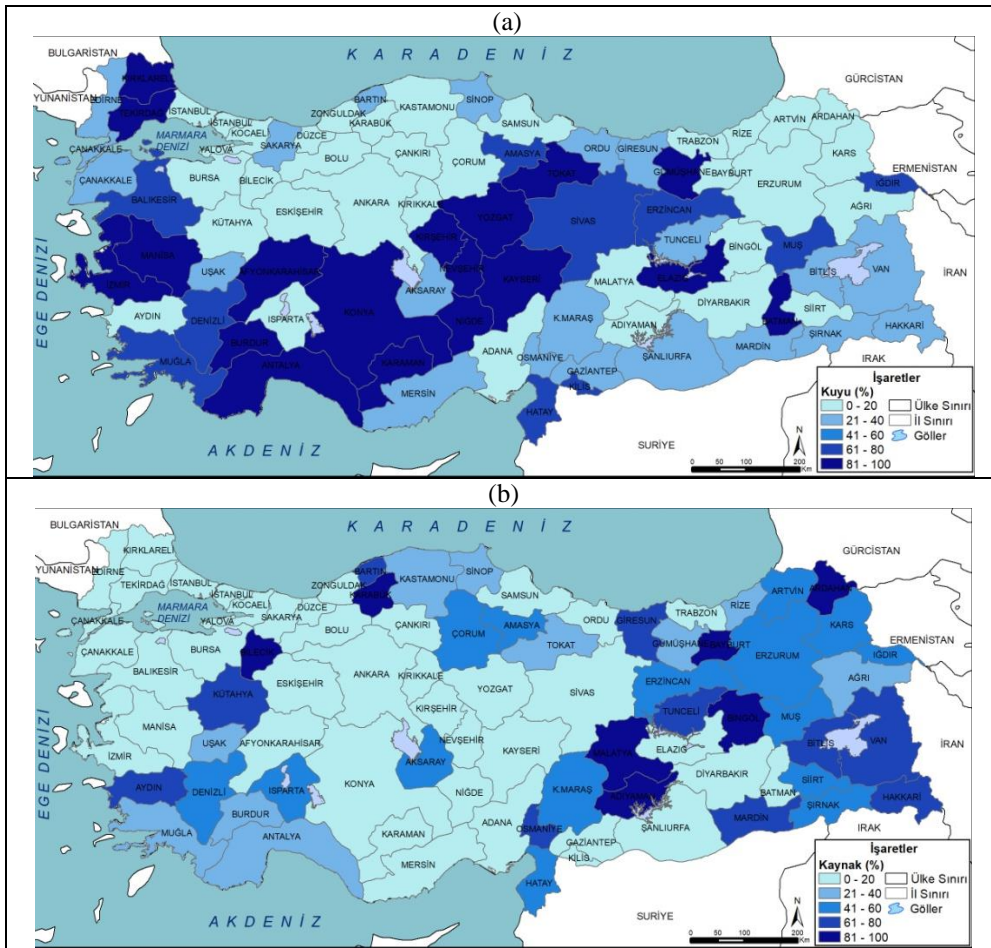 (a)
BULGARİSTAN
K A R A D E N İ Z
GÜRCİSTAN
KIRKLARELİ
YUNANİSTAN
EDİRNE
TEKİRDAĞ
İSTANBUL
İSTANBUL
KOCAELİ
YALOVA
SAKARYA
DÜZCE
ZONGULDAK
BARTIN
KARABÜK
KASTAMONU
SİNOP
SAMSUN
MARMARA
DENİZİ
ÇANAKKALE
ÇANAKKALE
BALIKESİR
BURSA
BİLECİK
BOLU
ÇANKIRI
ÇORUM
AMASYA
TOKAT
ORDU
GİRESUN
TRABZON
GÜMÜŞHANE
BAYBURT
RİZE
ARTVİN
ARDAHAN
KARS
ERMENİSTAN
IĞDIR
AĞRI
ERZURUM
ERZİNCAN
SİVAS
YOZGAT
KIRIKKALE
ANKARA
ESKİŞEHİR
KÜTAHYA
MANİSA
İZMİR
UŞAK
AFYONKARAHİSAR
KIRŞEHİR
NEVŞEHİR
KAYSERİ
AKSARAY
KONYA
ISPARTA
AYDIN
DENİZLİ
BURDUR
MUĞLA
ANTALYA
KARAMAN
NİĞDE
MERSİN
ADANA
OSMANİYE
K.MARAŞ
MALATYA
ELAZIĞ
TUNCELİ
BİNGÖL
MUŞ
BİTLİS
VAN
İRAN
DİYARBAKIR
ADIYAMAN
BATMAN
SİİRT
ŞIRNAK
HAKKARİ
MARDİN
ŞANLIURFA
GAZİANTEP
KİLİS
HATAY
IRAK
SURİYE
EGE DENİZİ
A K D E N İ Z
N
0 50 100 200
Km
İşaretler
Kuyu (%)
0 - 20
21 - 40
41 - 60
61 - 80
81 - 100
Ülke Sınırı
İl Sınırı
Göller
(b)
BULGARİSTAN
K A R A D E N İ Z
GÜRCİSTAN
KIRKLARELİ
YUNANİSTAN
EDİRNE
TEKİRDAĞ
İSTANBUL
İSTANBUL
KOCAELİ
YALOVA
SAKARYA
DÜZCE
ZONGULDAK
BARTIN
KARABÜK
KASTAMONU
SİNOP
SAMSUN
MARMARA
DENİZİ
ÇANAKKALE
ÇANAKKALE
BALIKESİR
BURSA
BİLECİK
BOLU
ÇANKIRI
ÇORUM
AMASYA
TOKAT
ORDU
GİRESUN
TRABZON
GÜMÜŞHANE
BAYBURT
RİZE
ARTVİN
ARDAHAN
KARS
ERMENİSTAN
IĞDIR
AĞRI
ERZURUM
ERZİNCAN
SİVAS
YOZGAT
KIRIKKALE
ANKARA
ESKİŞEHİR
KÜTAHYA
MANİSA
İZMİR
UŞAK
AFYONKARAHİSAR
KIRŞEHİR
NEVŞEHİR
KAYSERİ
AKSARAY
KONYA
ISPARTA
AYDIN
DENİZLİ
BURDUR
MUĞLA
ANTALYA
KARAMAN
NİĞDE
MERSİN
ADANA
OSMANİYE
K.MARAŞ
MALATYA
ELAZIĞ
TUNCELİ
BİNGÖL
MUŞ
BİTLİS
VAN
İRAN
DİYARBAKIR
ADIYAMAN
BATMAN
SİİRT
ŞIRNAK
HAKKARİ
MARDİN
ŞANLIURFA
GAZİANTEP
KİLİS
HATAY
IRAK
SURİYE
EGE DENİZİ
A K D E N İ Z
N
0 50 100 200
Km
İşaretler
Kaynak (%)
0 - 20
21 - 40
41 - 60
61 - 80
81 - 100
Ülke Sınırı
İl Sınırı
Göller